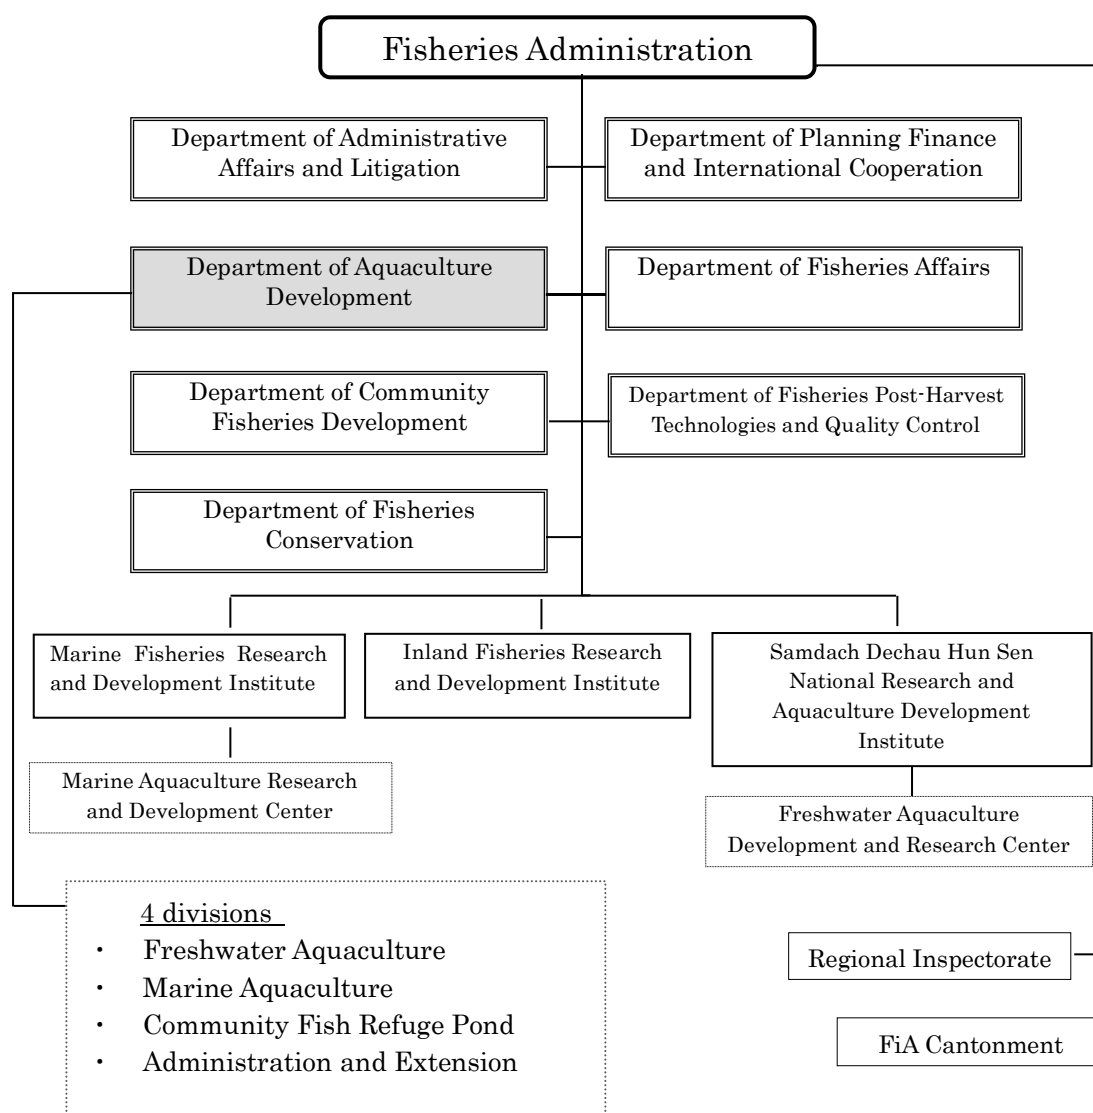 Fisheries Administration
Department of Administrative
Affairs and Litigation
Department of Planning Finance
and International Cooperation
Department of Aquaculture
Development
Department of Fisheries Affairs
Department of Community
Fisheries Development
Department of Fisheries Post-Harvest
Technologies and Quality Control
Department of Fisheries
Conservation
Marine Fisheries Research
and Development Institute
Inland Fisheries Research
and Development Institute
Samdach Dechau Hun Sen
National Research and
Aquaculture Development
Institute
Marine Aquaculture Research
and Development Center
Freshwater Aquaculture
Development and Research Center
4 divisions
・ Freshwater Aquaculture
・ Marine Aquaculture
・ Community Fish Refuge Pond
・ Administration and Extension
Regional Inspectorate
FiA Cantonment